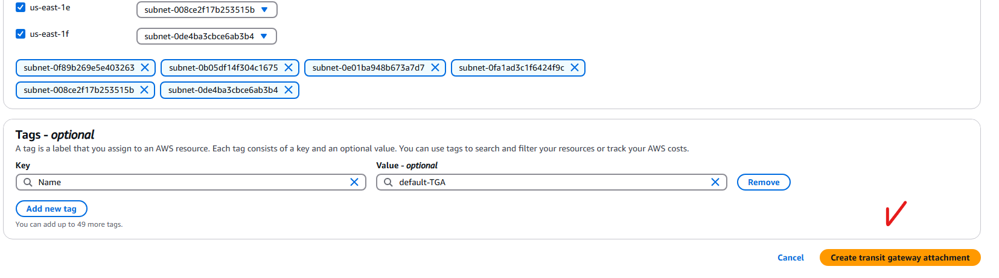 us-east-1e subnet-008ce2f17b253515b
us-east-1f subnet-0de4ba3cbce6ab3b4
subnet-0f89b269e5e403263 subnet-0b05df14f304c1675 subnet-0e01ba948b673a7d7 subnet-0fa1ad3c1f6424f9c
subnet-008ce2f17b253515b subnet-0de4ba3cbce6ab3b4
Tags - optional
A tag is a label that you assign to an AWS resource. Each tag consists of a key and an optional value. You can use tags to search and filter your resources or track your AWS costs.
Key Value - optional
Name default-TGA Remove
Add new tag
You can add up to 49 more tags.
Cancel Create transit gateway attachment